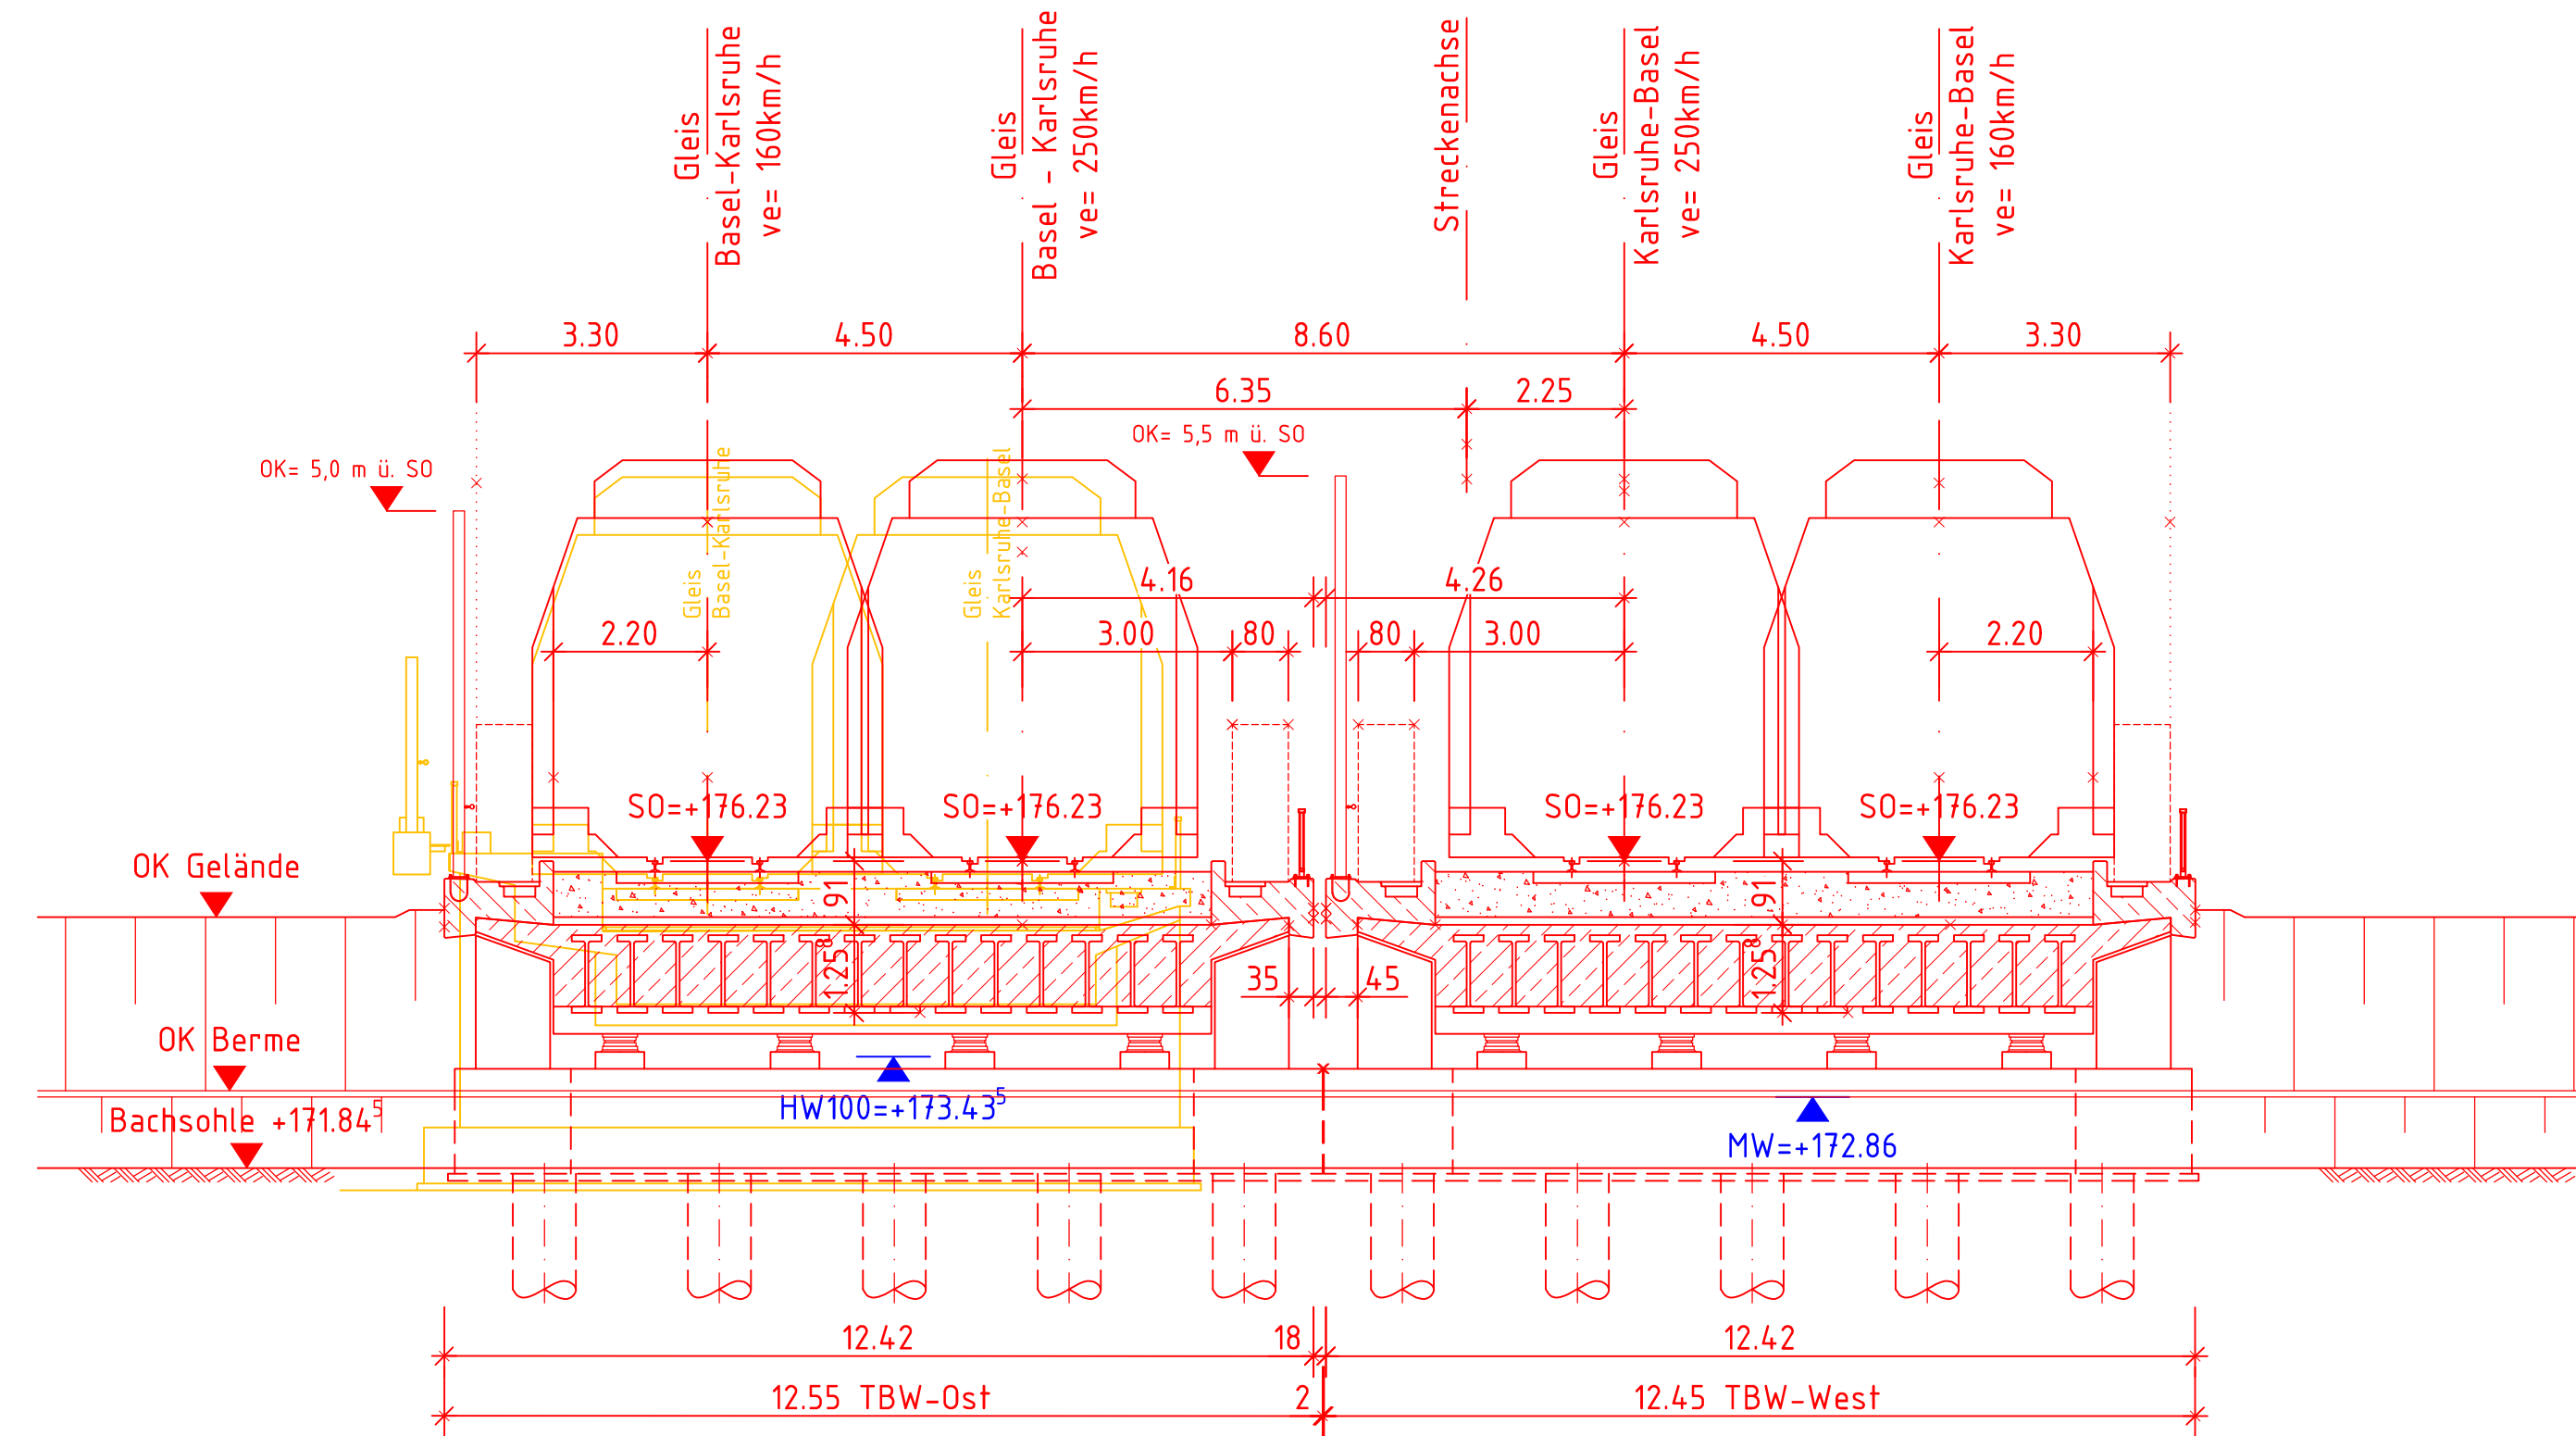 Gleis
Basel-Karlsruhe
ve= 160km/h
Gleis
Basel - Karlsruhe
ve= 250km/h
Streckenachse
Gleis
Karlsruhe-Basel
ve= 250km/h
Gleis
Karlsruhe-Basel
ve= 160km/h
3.30
4.50
8.60
4.50
3.30
6.35
2.25
OK= 5,5 m ü. SO
OK= 5,0 m ü. SO
Gleis
Basel-Karlsruhe
Gleis
Karlsruhe-Basel
4.16
4.26
2.20
3.00
80
80
3.00
2.20
SO=+176.23
SO=+176.23
SO=+176.23
SO=+176.23
OK Gelände
91
91
1.25⁸
1.25⁸
35
45
OK Berme
HW100=+173.43⁵
Bachsohle +171.84⁵
MW=+172.86
12.42
18
12.42
12.55 TBW-Ost
2
12.45 TBW-West